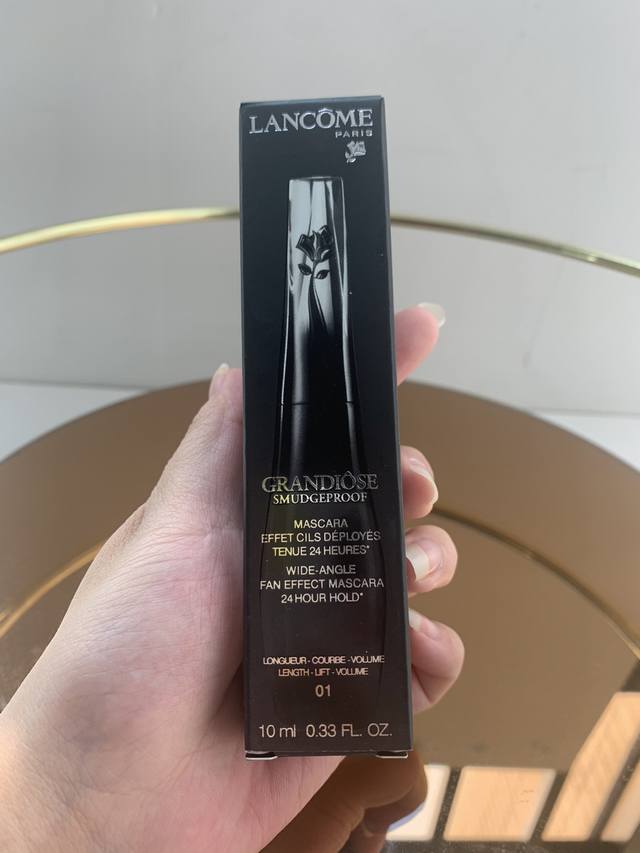 LANCÔME
PARIS
GRANDIÔSE
SMUDGEPROOF
MASCARA
EFFET CILS DÉPLOYÉS
TENUE 24 HEURES*
WIDE-ANGLE
FAN EFFECT MASCARA
24 HOUR HOLD*
LONGUEUR - COURBE - VOLUME
LENGTH - LIFT - VOLUME
01
10 ml 0.33 FL. OZ.